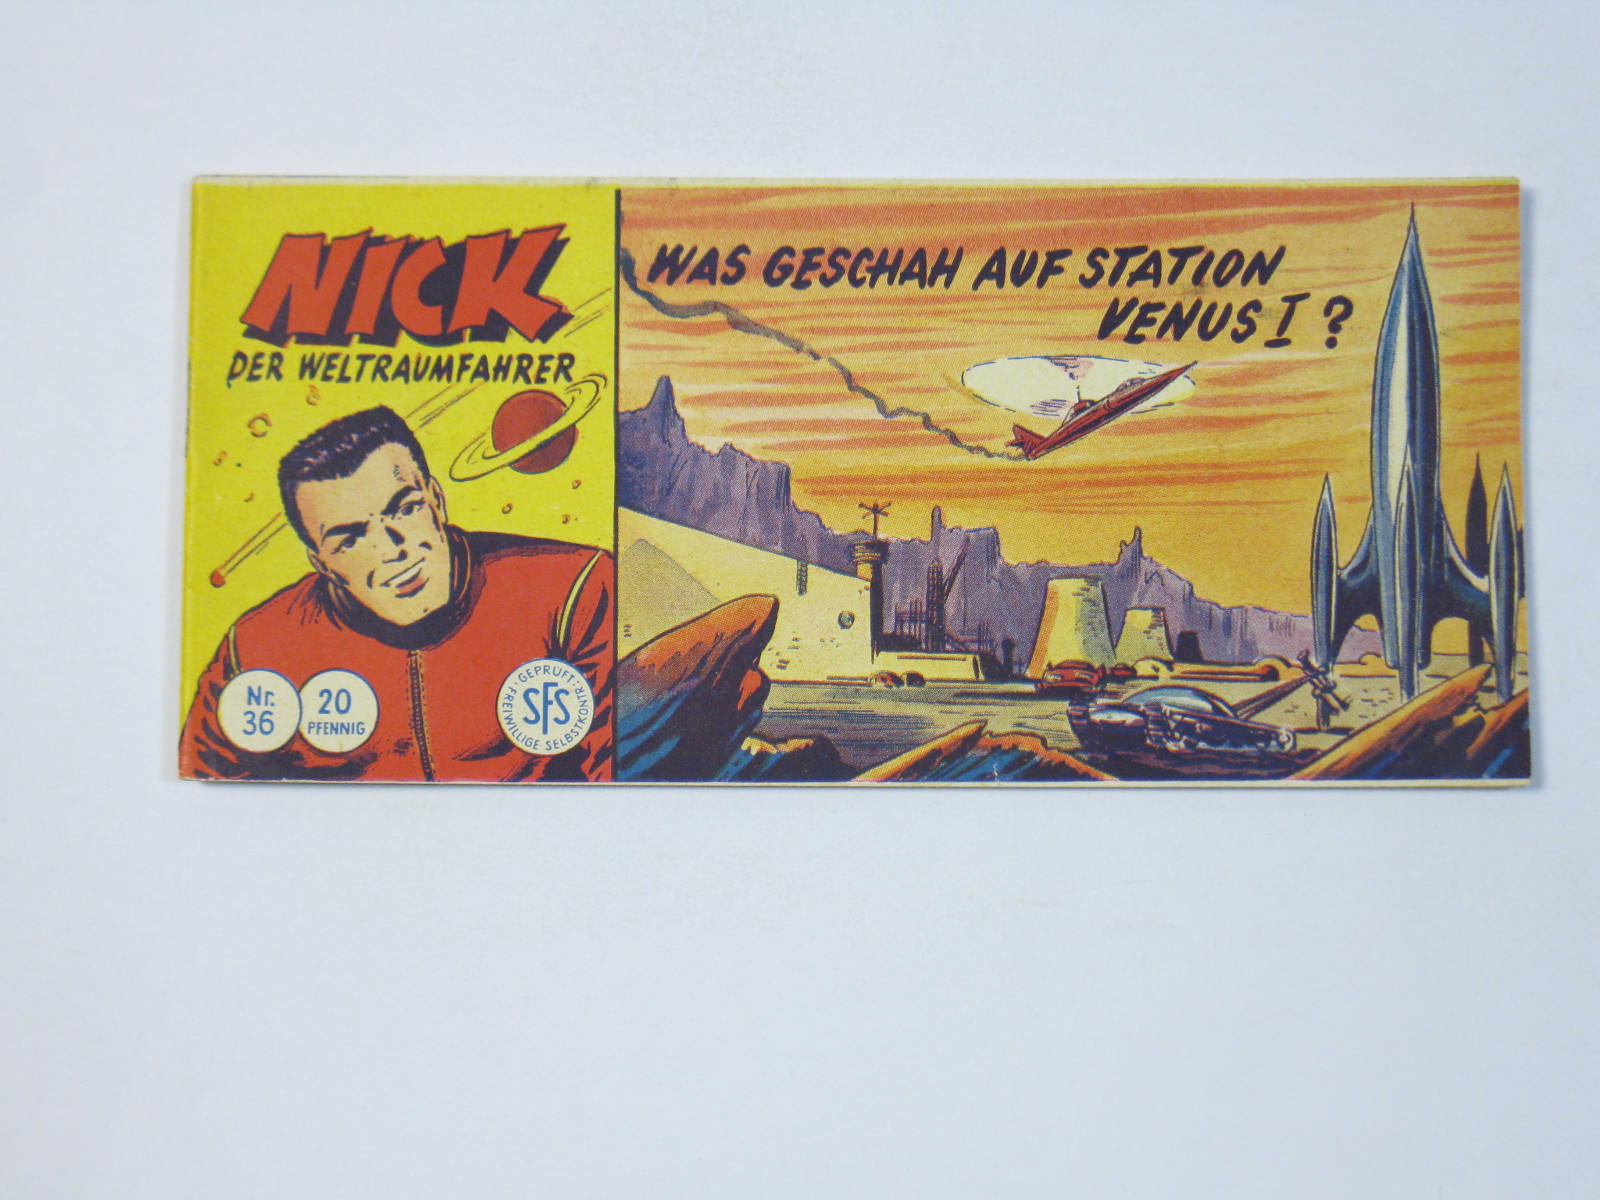 NICK
DER WELTRAUMFAHRER
WAS GESCHAH AUF STATION
VENUS I ?
Nr.
36
20
PFENNIG
GEPRÜFT:
SFS
FREIWILLIGE SELBSTKONTR.